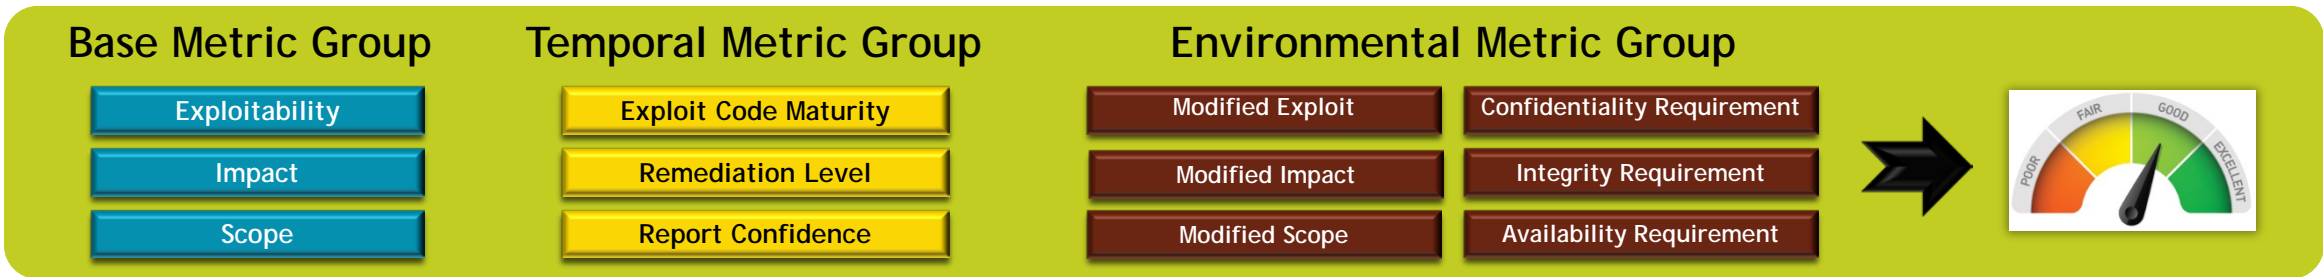 Base Metric Group
Exploitability
Impact
Scope
Temporal Metric Group
Exploit Code Maturity
Remediation Level
Report Confidence
Environmental Metric Group
Modified Exploit
Modified Impact
Modified Scope
Confidentiality Requirement
Integrity Requirement
Availability Requirement
POOR
FAIR
GOOD
EXCELLENT